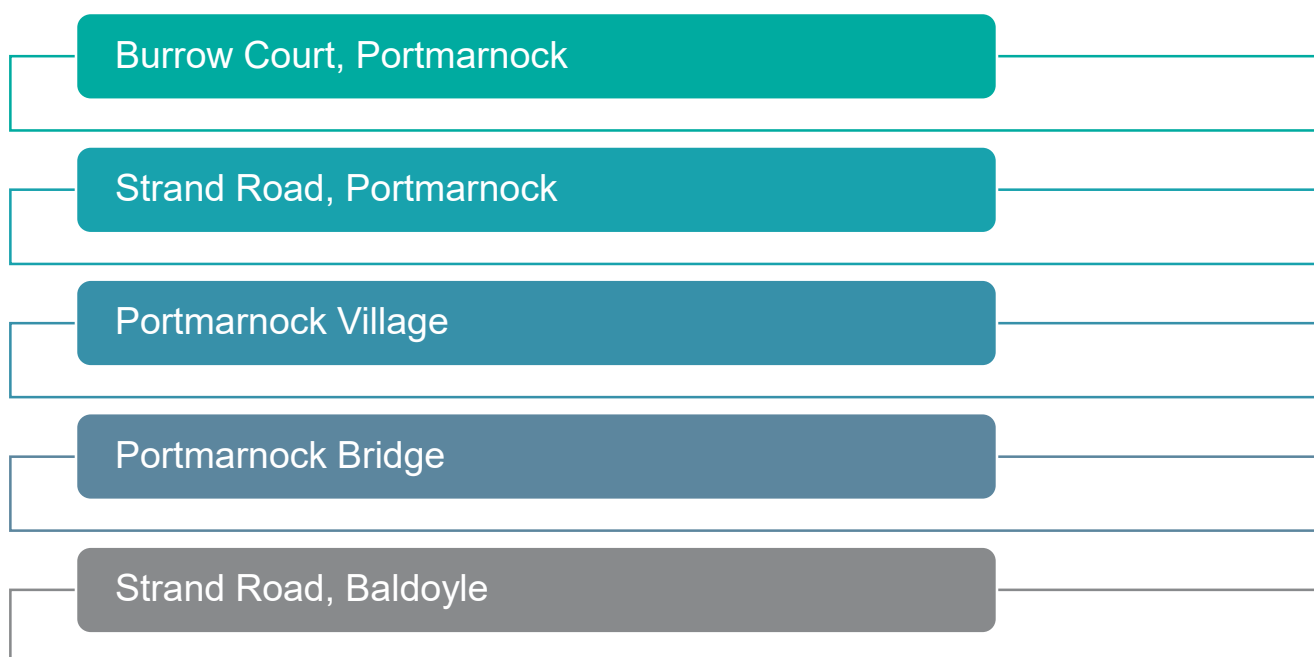 Burrow Court, Portmarnock
Strand Road, Portmarnock
Portmarnock Village
Portmarnock Bridge
Strand Road, Baldoyle